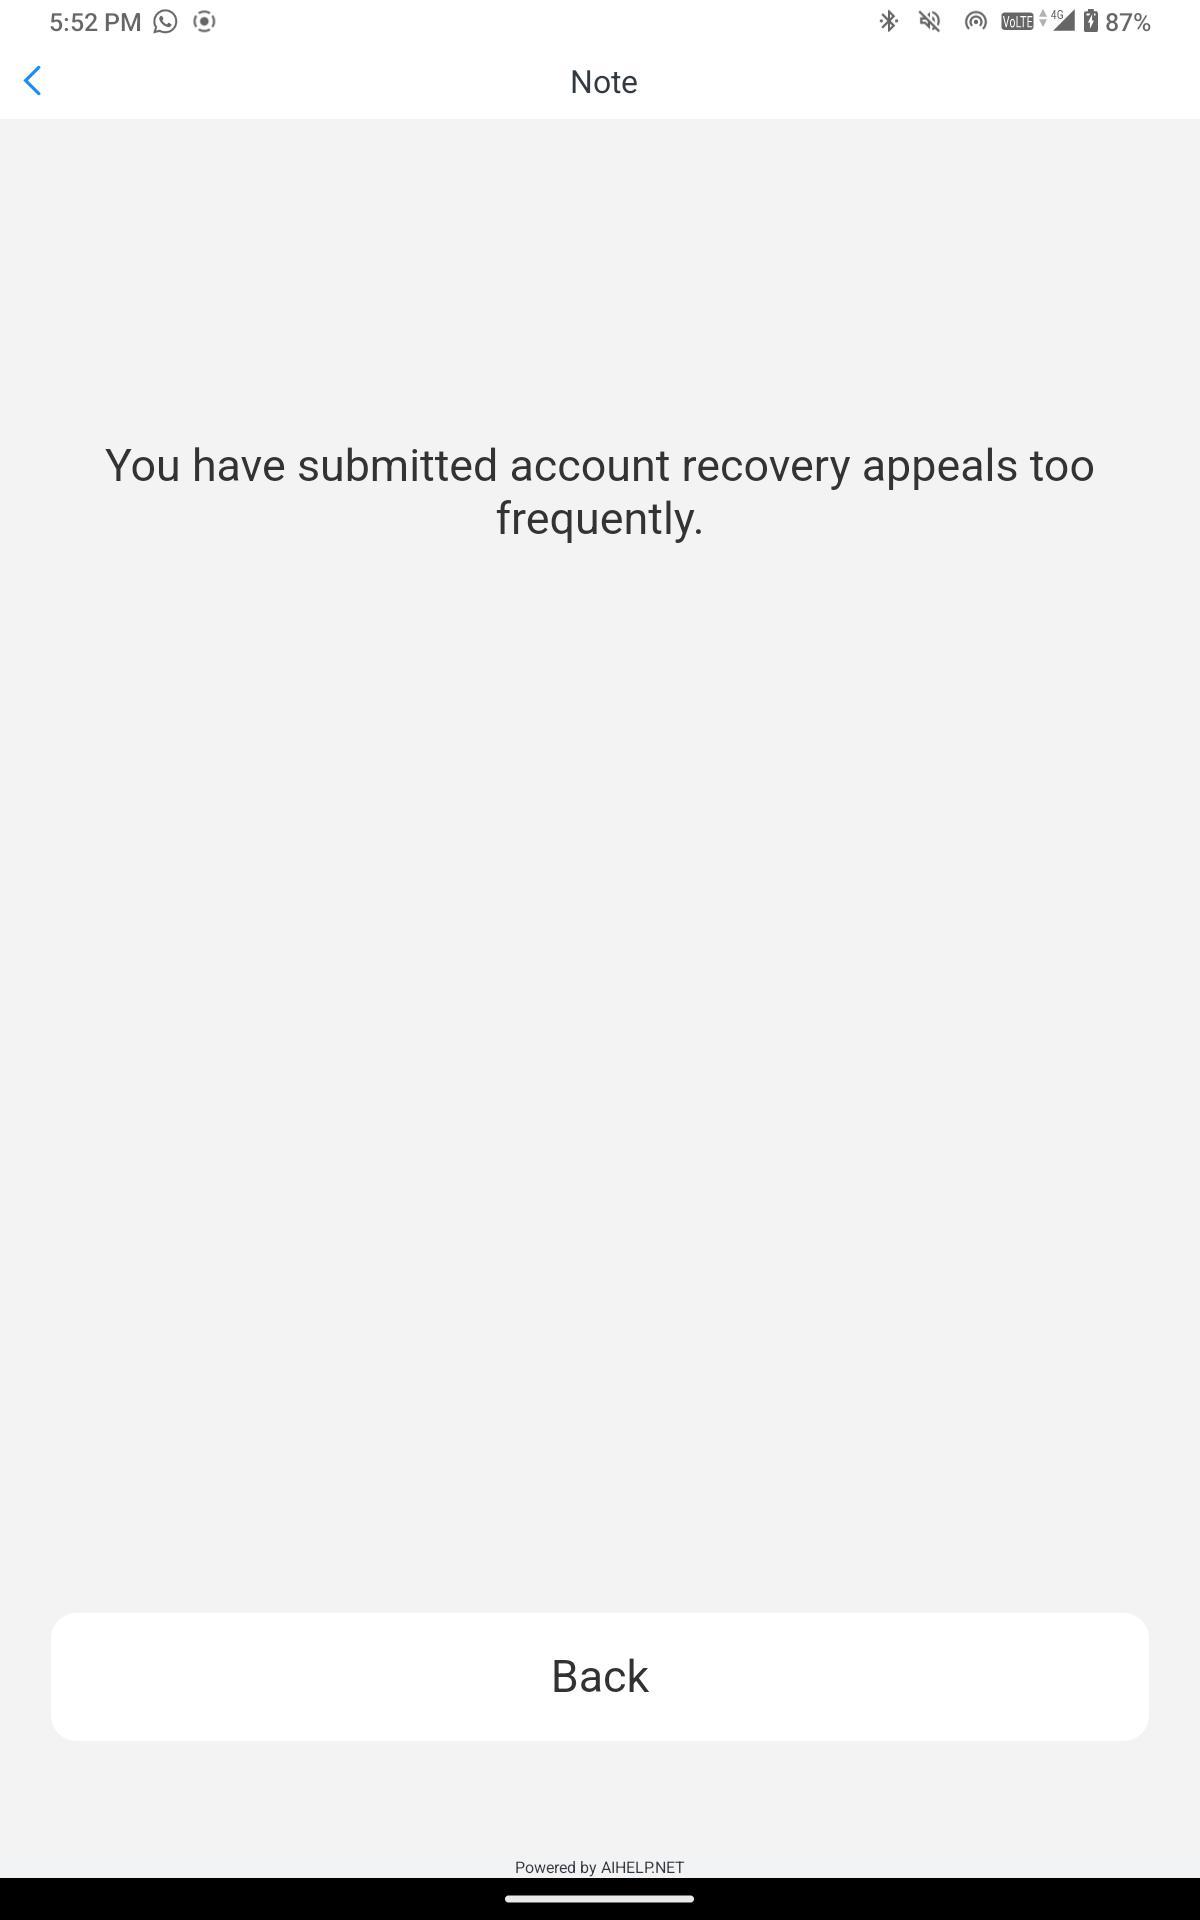 5:52 PM VoLTE 4G 87%
Note
You have submitted account recovery appeals too
frequently.
Back
Powered by AIHELP.NET